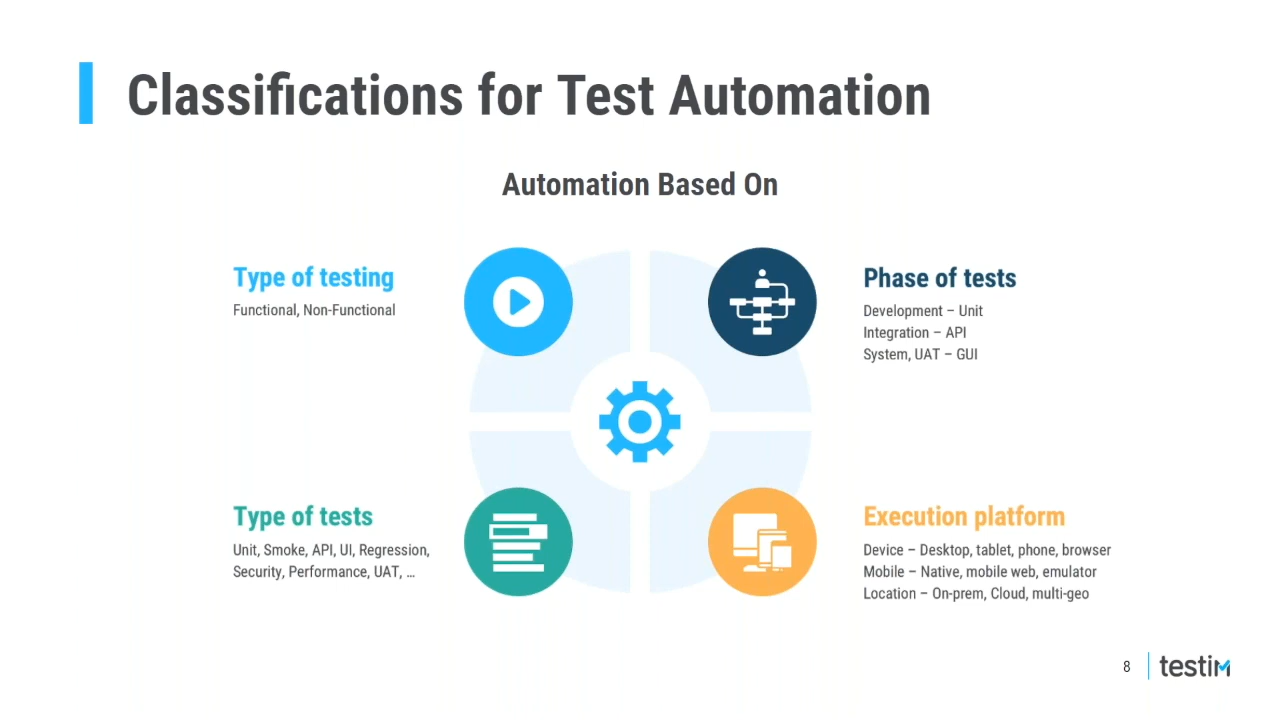 Classifications for Test Automation
Automation Based On
Type of testing
Functional, Non-Functional
Phase of tests
Development – Unit
Integration – API
System, UAT – GUI
Type of tests
Unit, Smoke, API, UI, Regression,
Security, Performance, UAT, ...
Execution platform
Device – Desktop, tablet, phone, browser
Mobile – Native, mobile web, emulator
Location – On-prem, Cloud, multi-geo
8
testim